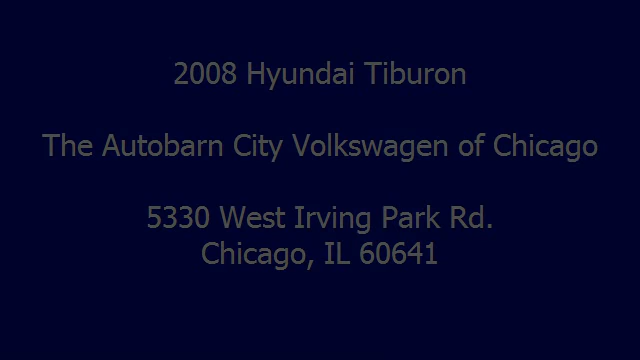 2008 Hyundai Tiburon
The Autobarn City Volkswagen of Chicago
5330 West Irving Park Rd.
Chicago, IL 60641